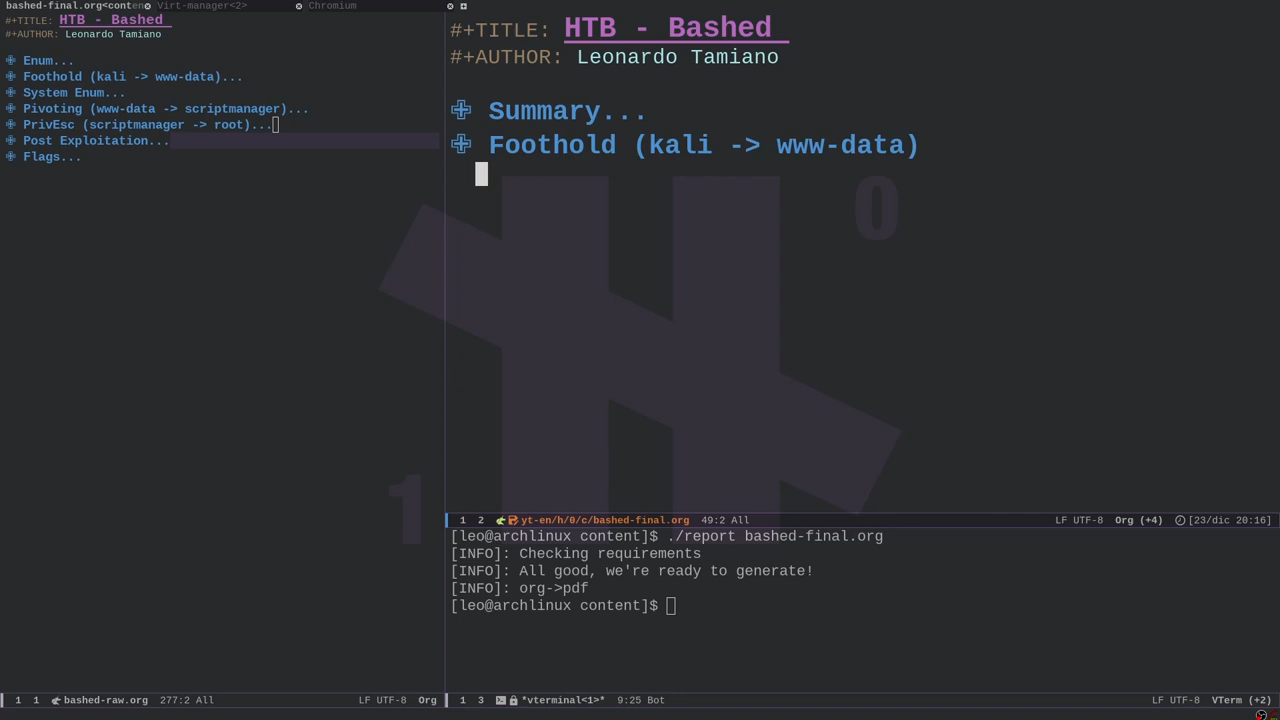 bashed-final.org<conten Virt-manager<2> Chromium
#+TITLE: HTB - Bashed
#+AUTHOR: Leonardo Tamiano
Enum...
Foothold (kali -> www-data)...
System Enum...
Pivoting (www-data -> scriptmanager)...
PrivEsc (scriptmanager -> root)...
Post Exploitation...
Flags...
1 1 bashed-raw.org 277:2 All LF UTF-8 Org
#+TITLE: HTB - Bashed
#+AUTHOR: Leonardo Tamiano
Summary...
Foothold (kali -> www-data)
0
1
1 2 yt-en/h/0/c/bashed-final.org 49:2 All LF UTF-8 Org (+4) [23/dic 20:16]
[leo@archlinux content]$ ./report bashed-final.org
[INFO]: Checking requirements
[INFO]: All good, we're ready to generate!
[INFO]: org->pdf
[leo@archlinux content]$
1 3 *vterminal<1>* 9:25 Bot LF UTF-8 VTerm (+2)